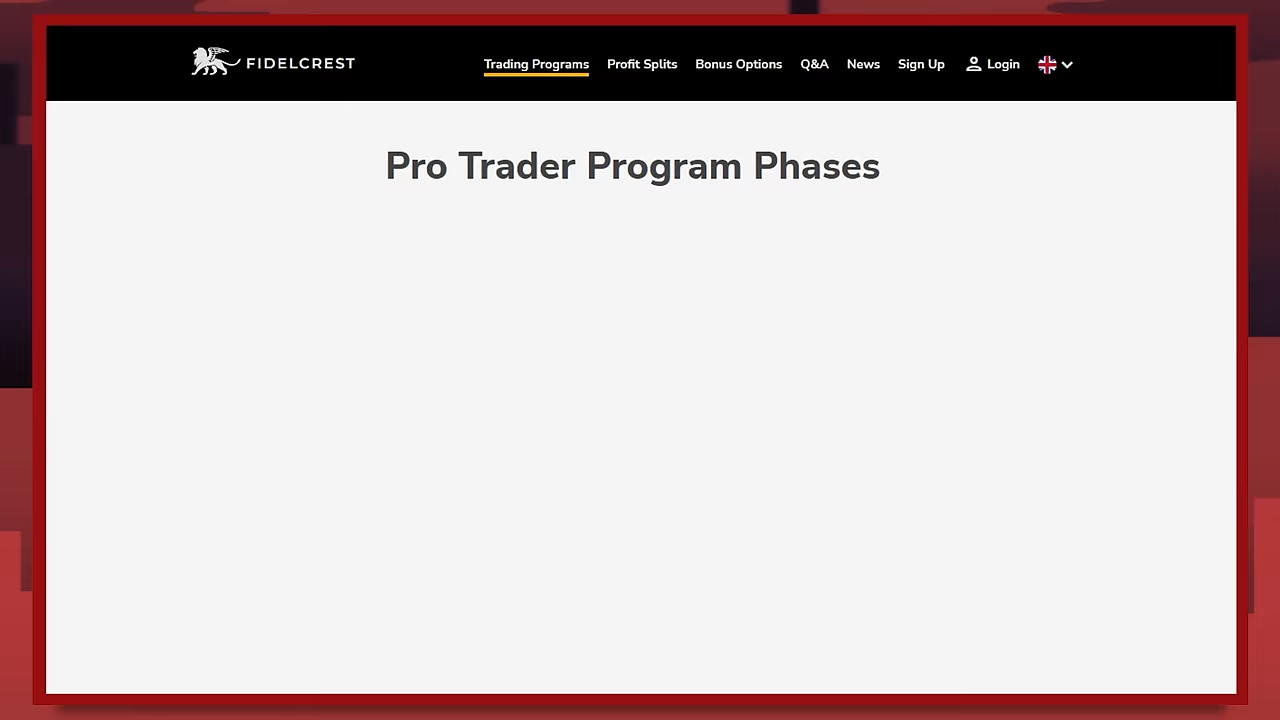 FIDELCREST
Trading Programs Profit Splits Bonus Options Q&A News Sign Up Login
Pro Trader Program Phases